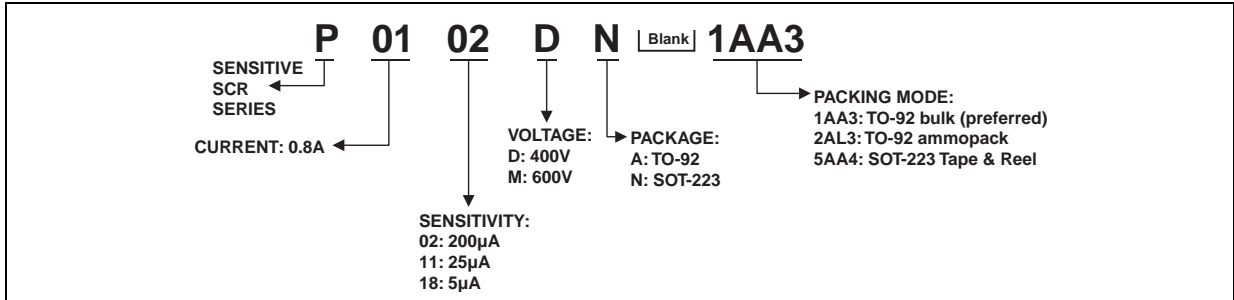 P 01 02 D N Blank 1AA3
SENSITIVE
SCR
SERIES
CURRENT: 0.8A
SENSITIVITY:
02: 200µA
11: 25µA
18: 5µA
VOLTAGE:
D: 400V
M: 600V
PACKAGE:
A: TO-92
N: SOT-223
PACKING MODE:
1AA3: TO-92 bulk (preferred)
2AL3: TO-92 ammopack
5AA4: SOT-223 Tape & Reel